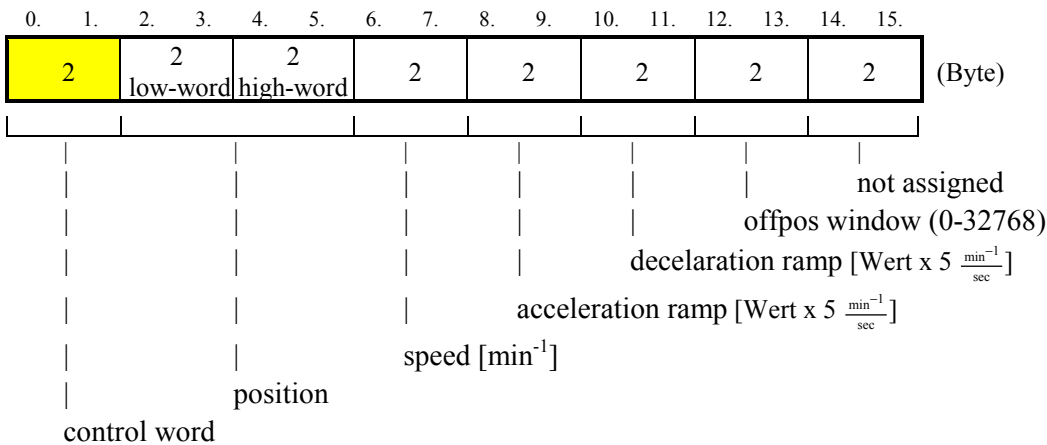 0. 1. 2. 3. 4. 5. 6. 7. 8. 9. 10. 11. 12. 13. 14. 15.
2 2 2 2 2 2 2 2 (Byte)
low-word high-word
not assigned
offpos window (0-32768)
decelaration ramp [Wert x 5 min⁻¹/sec]
acceleration ramp [Wert x 5 min⁻¹/sec]
speed [min⁻¹]
position
control word